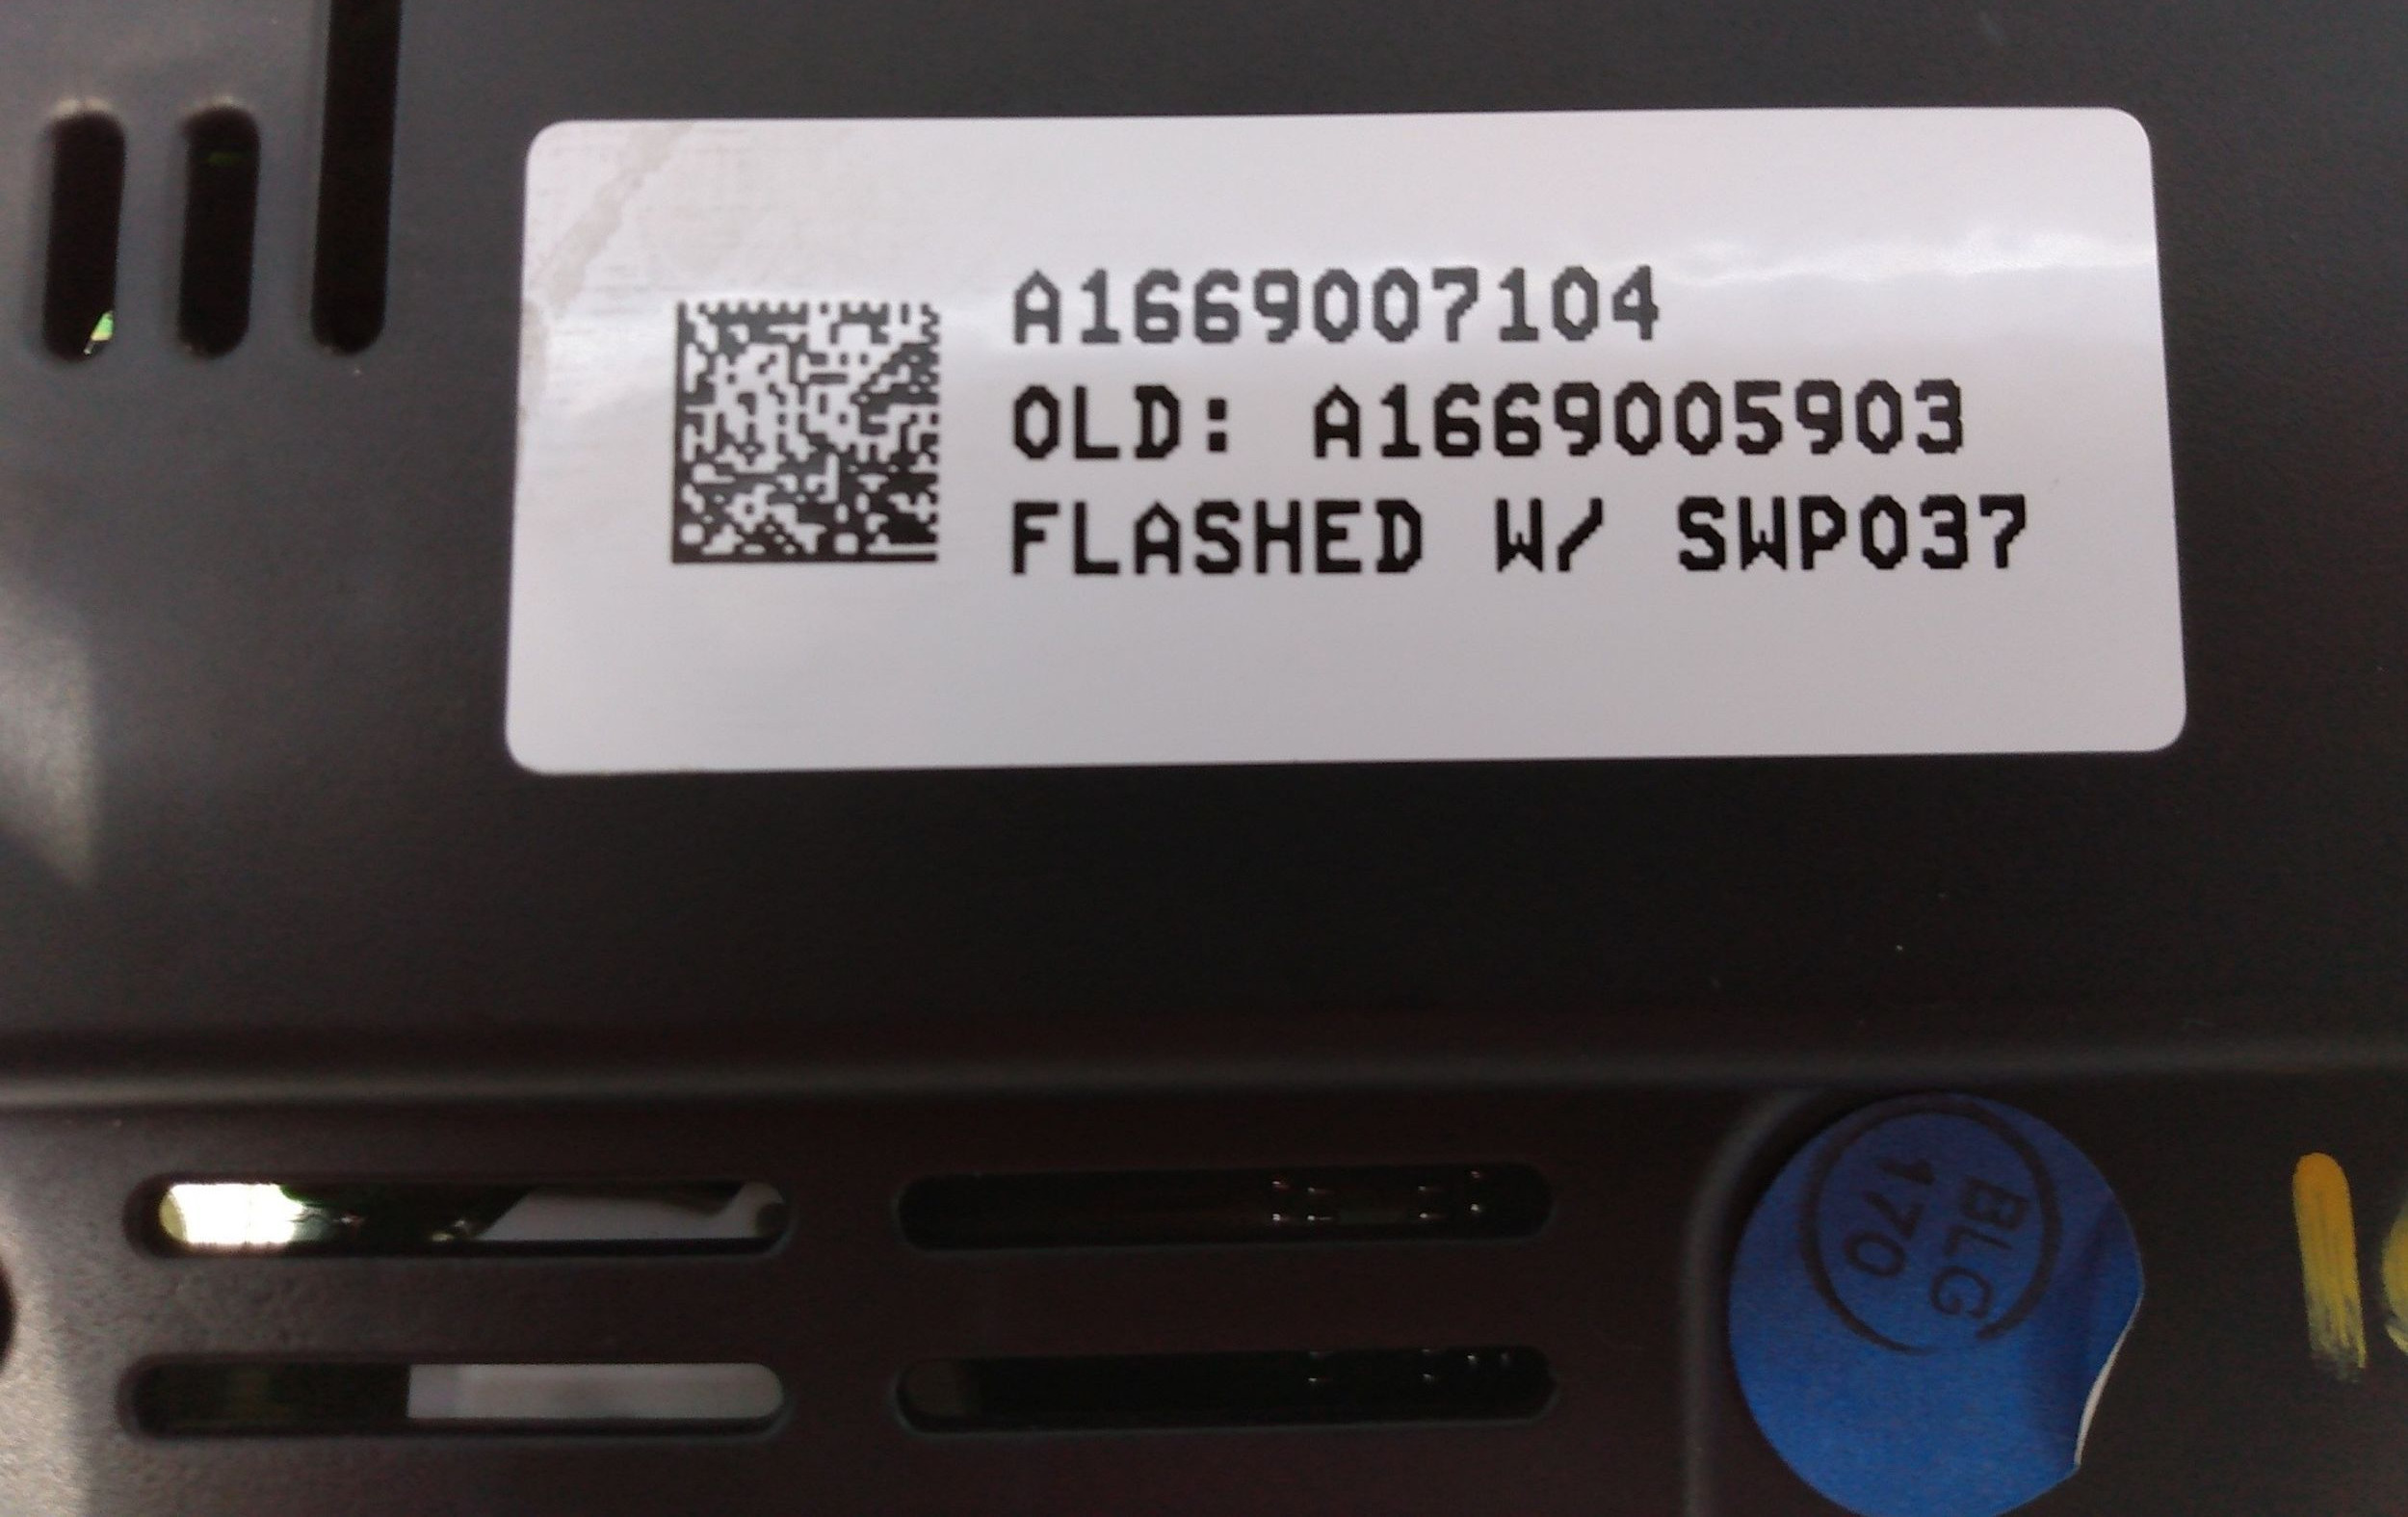 A1669007104
OLD: A1669005903
FLASHED W/ SWP037
BLG
170